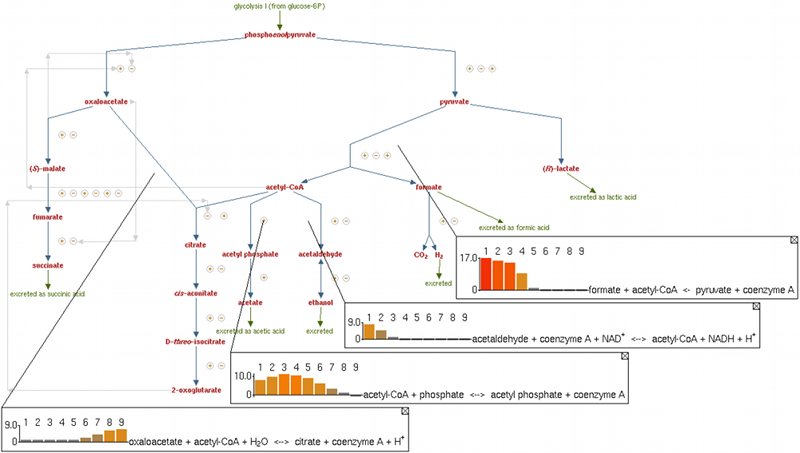 glycolysis I (from glucose-6P)
phosphoenolpyruvate
oxaloacetate
pyruvate
(S)-malate
(R)-lactate
acetyl-CoA
formate
excreted as lactic acid
fumarate
excreted as formic acid
citrate
acetyl phosphate
acetaldehyde
CO2 H2
succinate
excreted
excreted as succinic acid
cis-aconitate
acetate
ethanol
excreted as acetic acid
excreted
D-threo-isocitrate
2-oxoglutarate
1 2 3 4 5 6 7 8 9
17.0
0
formate + acetyl-CoA <- pyruvate + coenzyme A
1 2 3 4 5 6 7 8 9
9.0
0
acetaldehyde + coenzyme A + NAD+ <--> acetyl-CoA + NADH + H+
1 2 3 4 5 6 7 8 9
10.0
0
acetyl-CoA + phosphate <--> acetyl phosphate + coenzyme A
1 2 3 4 5 6 7 8 9
9.0
0
oxaloacetate + acetyl-CoA + H2O <--> citrate + coenzyme A + H+